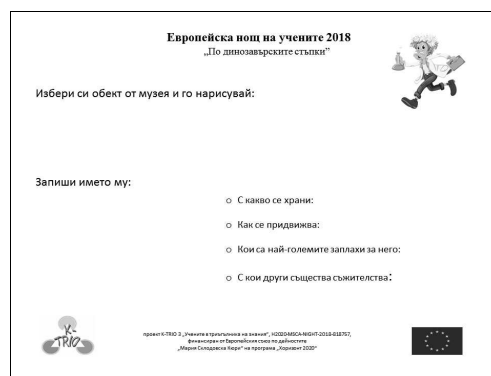 Европейска нощ на учените 2018
„По динозавърските стъпки”
Избери си обект от музея и го нарисувай:
Запиши името му:
o С какво се храни:
o Как се придвижва:
o Кои са най-големите заплахи за него:
o С кои други същества съжителства:
K-
TRIO
проект K-TRIO 3 „Учените в триъгълника на знания”, H2020-MSCA-NIGHT-2018-818757,
финансиран от Европейския съюз по дейностите
„Мария Склодовска Кюри” на програма „Хоризонт 2020”